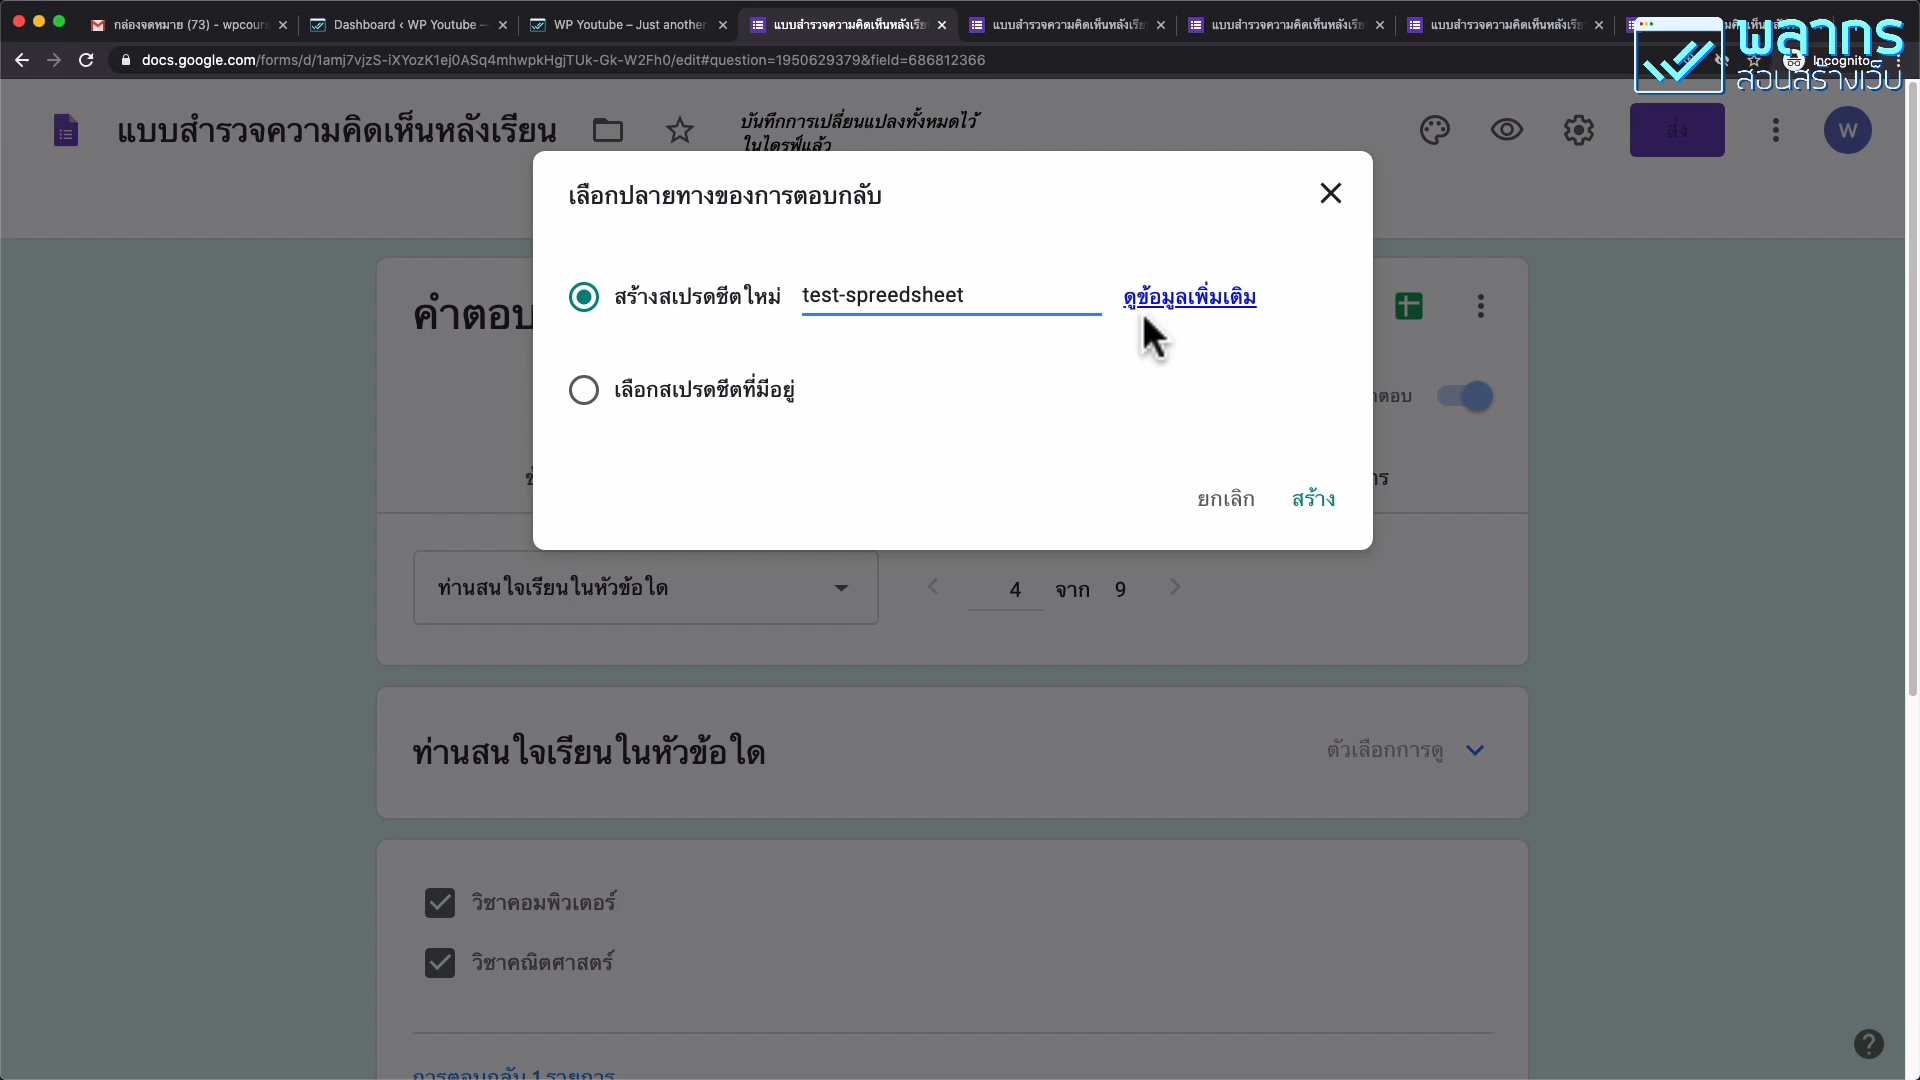 กล่องจดหมาย (73) - wpcours
Dashboard ‹ WP Youtube —
WP Youtube – Just another
แบบสำรวจความคิดเห็นหลังเรีย
แบบสำรวจความคิดเห็นหลังเรีย
แบบสำรวจความคิดเห็นหลังเรีย
แบบสำรวจความคิดเห็นหลังเรีย
พลากร
สอนสร้างเว็บ
docs.google.com/forms/d/1amj7vjzS-iXYozK1ej0ASq4mhwpkHgjTUk-Gk-W2Fh0/edit#question=1950629379&field=686812366
Incognito
แบบสำรวจความคิดเห็นหลังเรียน
บันทึกการเปลี่ยนแปลงทั้งหมดไว้
ในไดรฟ์แล้ว
ส่ง
W
เลือกปลายทางของการตอบกลับ
สร้างสเปรดชีตใหม่
test-spreedsheet
ดูข้อมูลเพิ่มเติม
เลือกสเปรดชีตที่มีอยู่
ยกเลิก
สร้าง
คำตอบ
ท่านสนใจเรียนในหัวข้อใด
4 จาก 9
ท่านสนใจเรียนในหัวข้อใด
ตัวเลือกการดู
วิชาคอมพิวเตอร์
วิชาคณิตศาสตร์
การตอบกลับ 1 รายการ